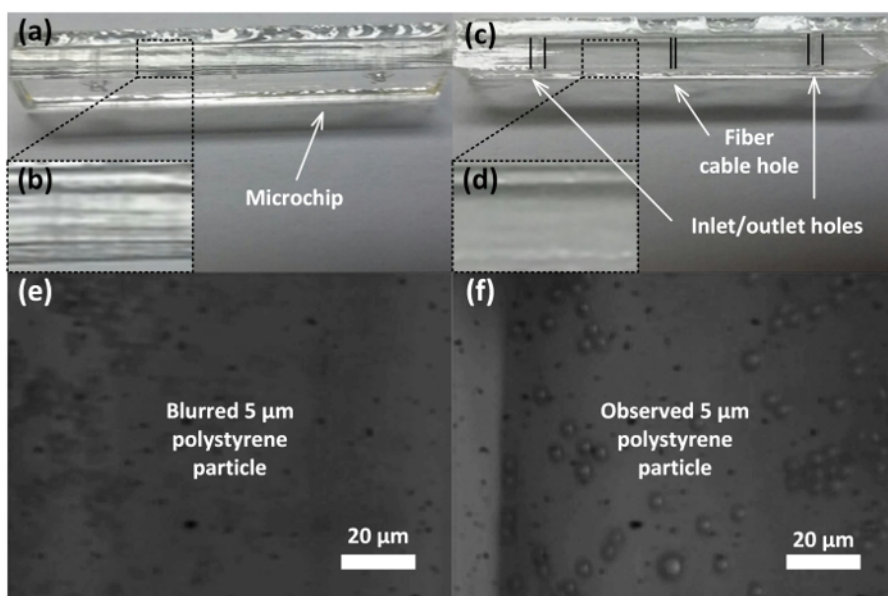 (a)
(c)
Microchip
Fiber
cable hole
(b)
(d)
Inlet/outlet holes
(e)
(f)
Blurred 5 μm
polystyrene
particle
Observed 5 μm
polystyrene
particle
20 μm
20 μm